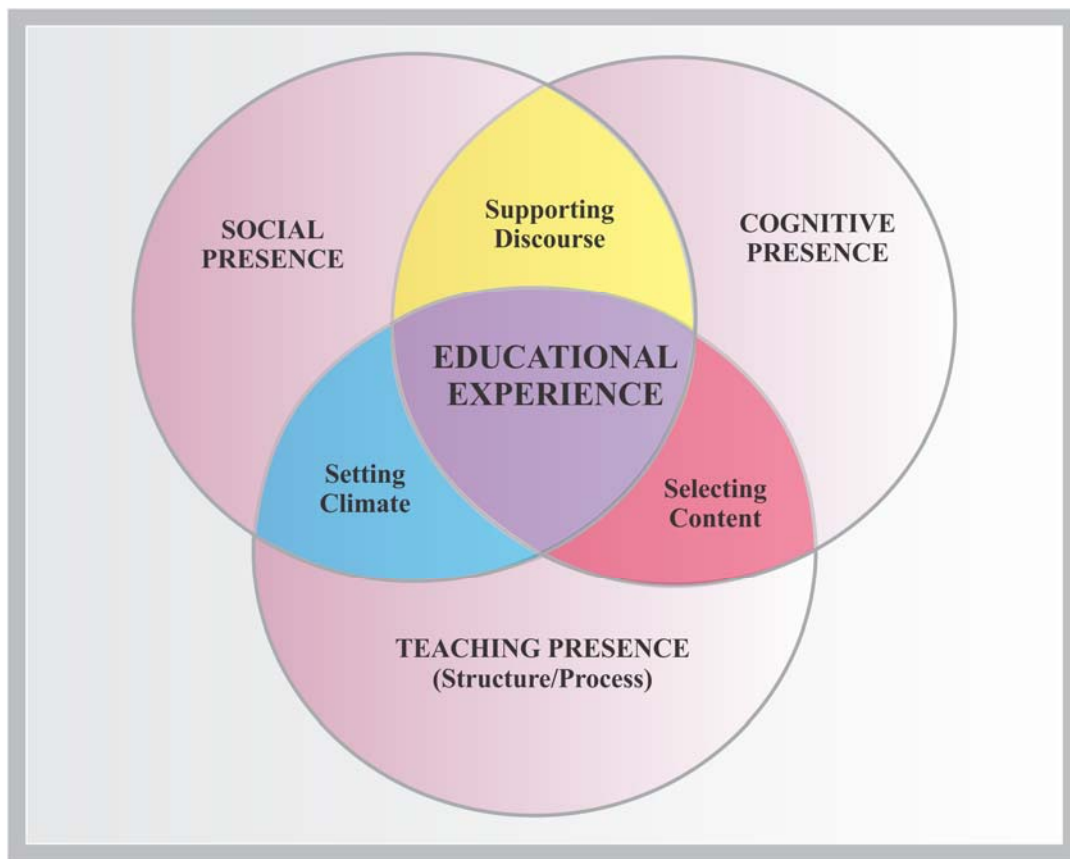 SOCIAL
PRESENCE
Supporting
Discourse
COGNITIVE
PRESENCE
EDUCATIONAL
EXPERIENCE
Setting
Climate
Selecting
Content
TEACHING PRESENCE
(Structure/Process)